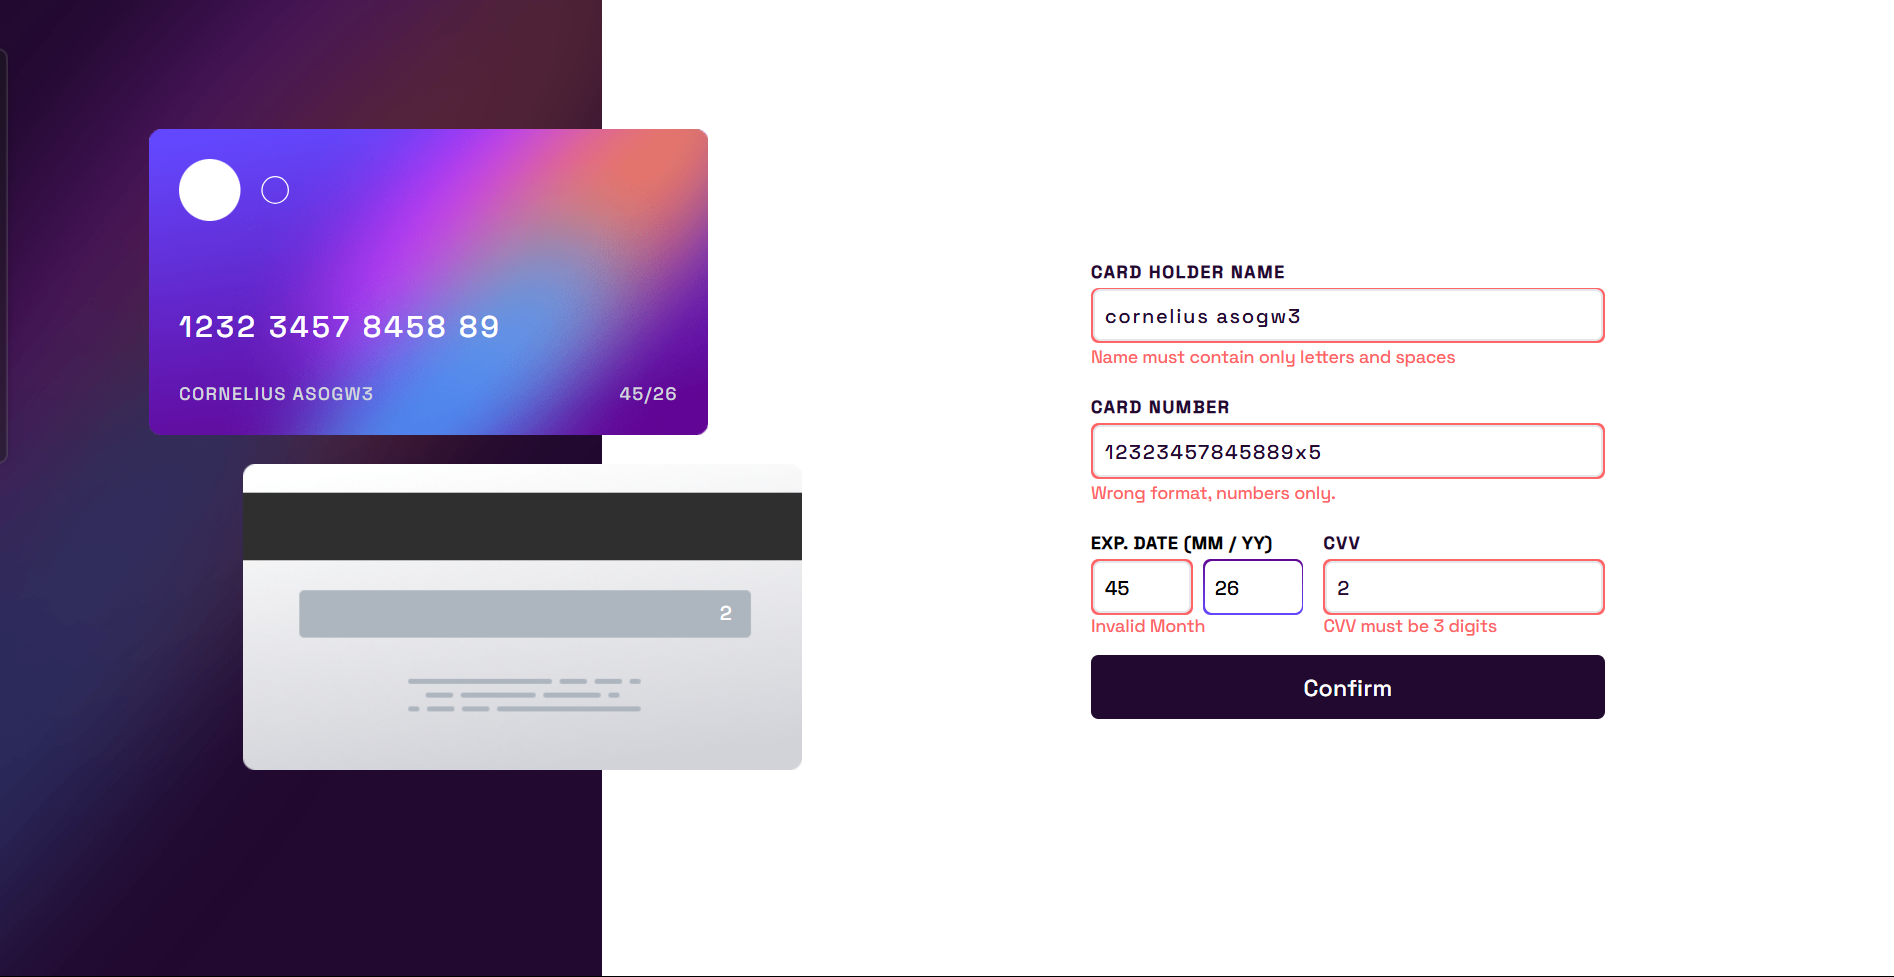 1232 3457 8458 89
CORNELIUS ASOGW3 45/26
2
CARD HOLDER NAME
cornelius asogw3
Name must contain only letters and spaces
CARD NUMBER
12323457845889x5
Wrong format, numbers only.
EXP. DATE (MM / YY) CVV
45 26 2
Invalid Month CVV must be 3 digits
Confirm